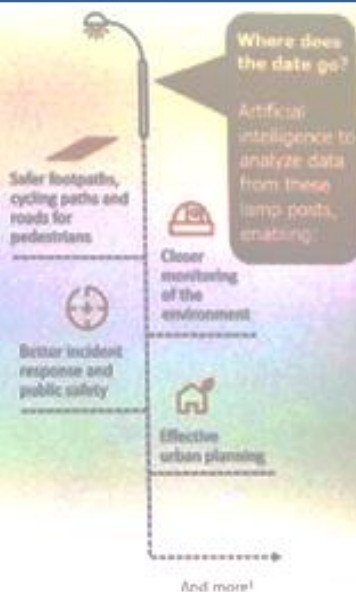 Where does
the date go?
Artificial
intelligence to
analyze data
from these
lamp posts,
enabling:
Safer footpaths,
cycling paths and
roads for
pedestrians
Closer
monitoring
of the
environment
Better incident
response and
public safety
Effective
urban planning
And more!